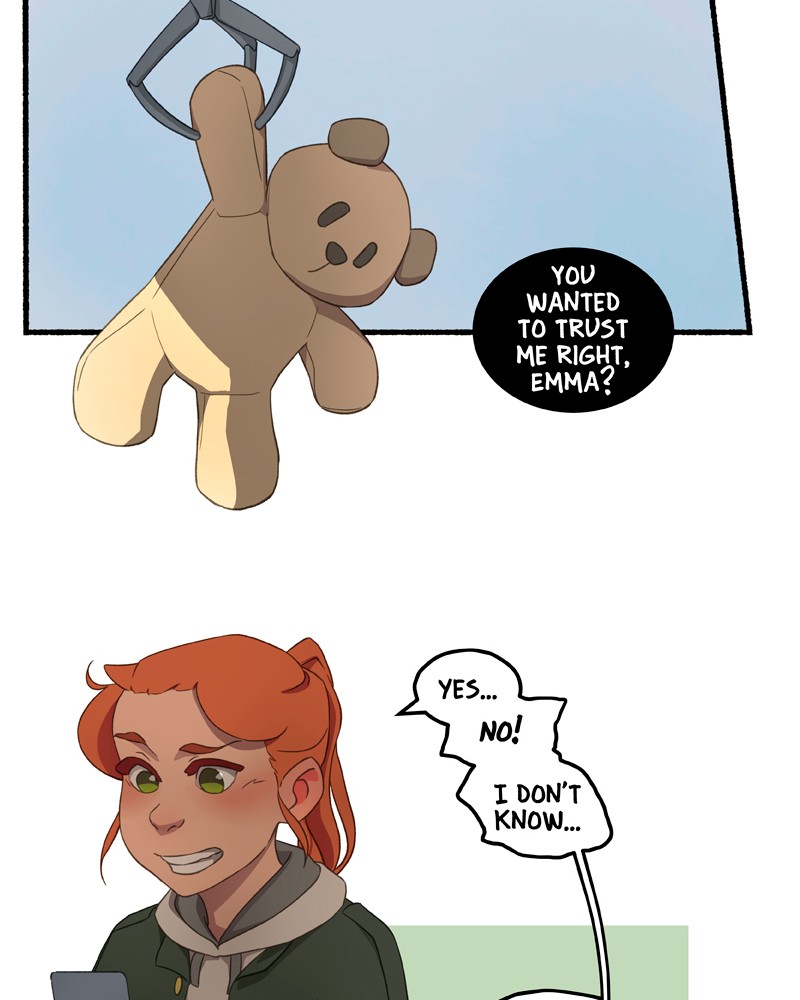 YOU
WANTED
TO TRUST
ME RIGHT,
EMMA?
YES...
NO!
I DON'T
KNOW...